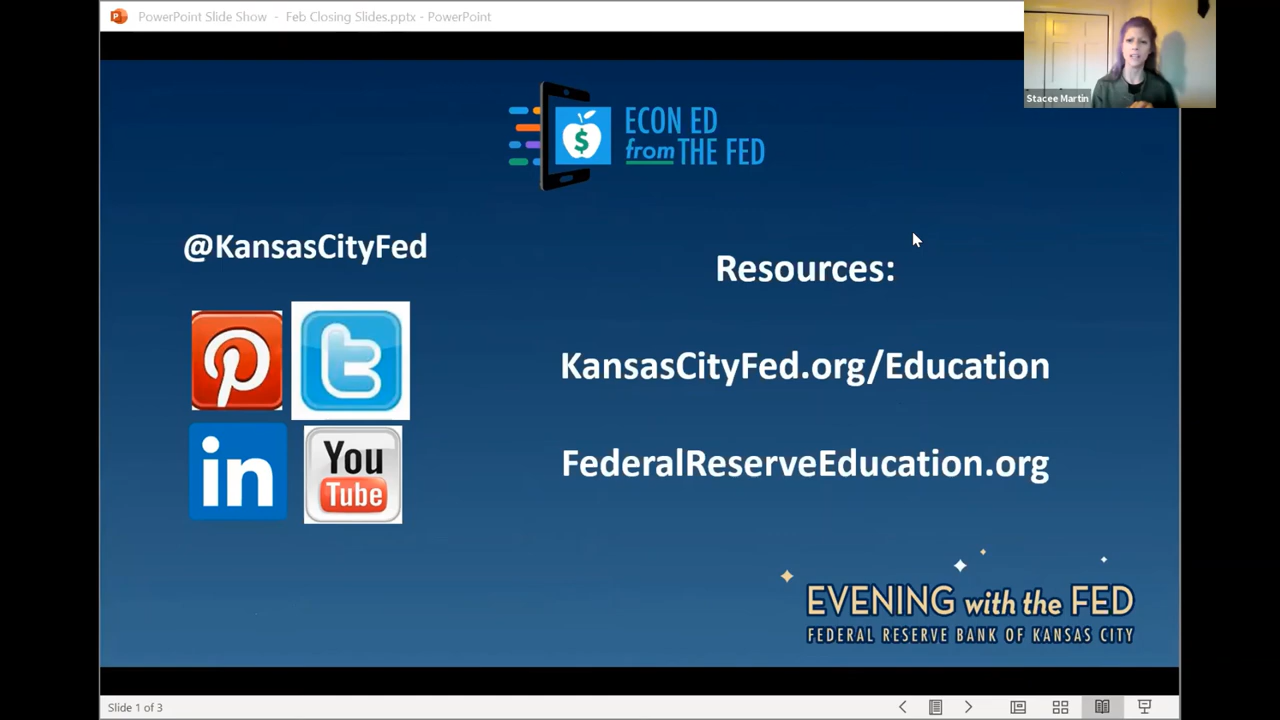 PowerPoint Slide Show - Feb Closing Slides.pptx - PowerPoint
Stacee Martin
ECON ED
from THE FED
@KansasCityFed
Resources:
KansasCityFed.org/Education
in
You
Tube
FederalReserveEducation.org
EVENING with the FED
FEDERAL RESERVE BANK OF KANSAS CITY
Slide 1 of 3